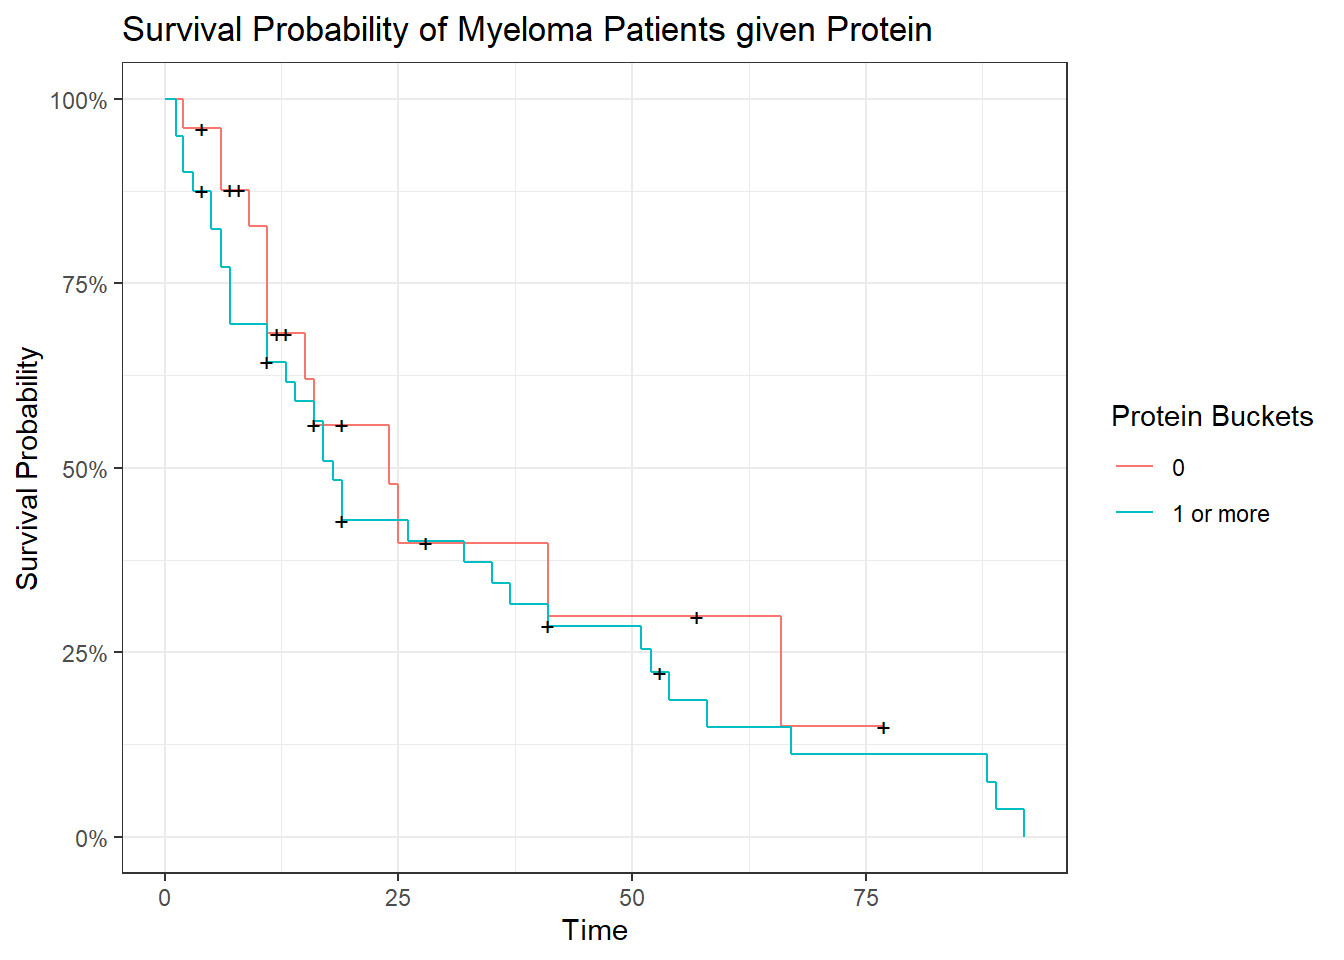 Survival Probability of Myeloma Patients given Protein
100%
75%
50%
25%
0%
Survival Probability
0
25
50
75
Time
Protein Buckets
0
1 or more